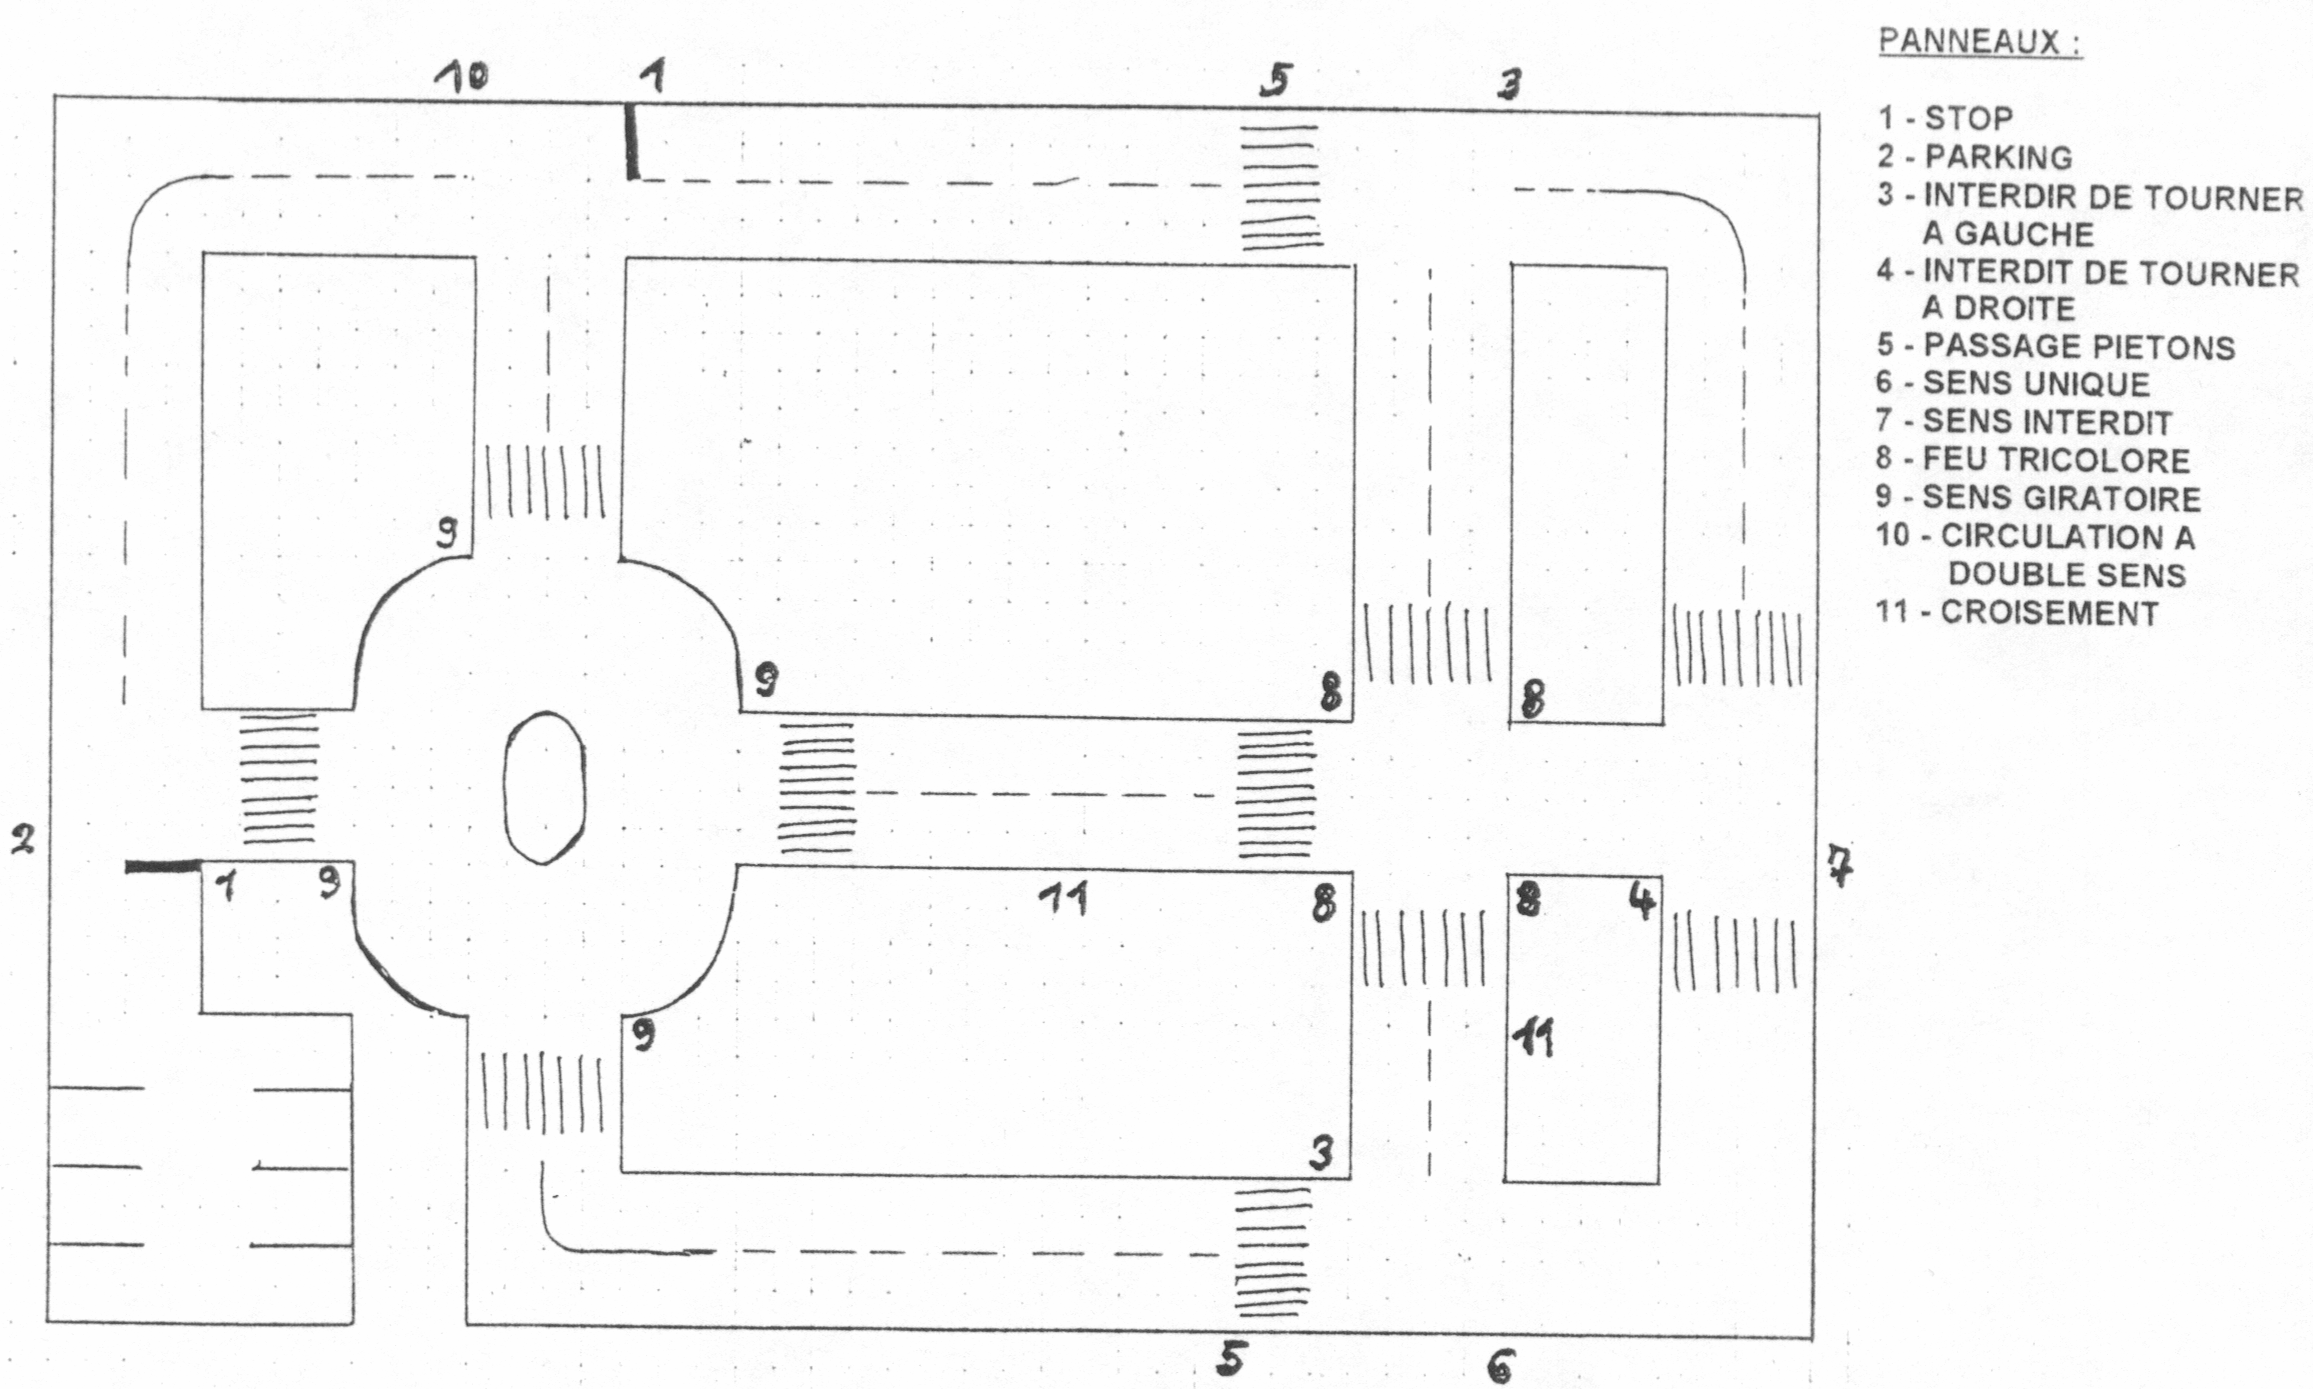 10 1 5 3
PANNEAUX :
1 - STOP
2 - PARKING
3 - INTERDIR DE TOURNER
A GAUCHE
4 - INTERDIT DE TOURNER
A DROITE
5 - PASSAGE PIETONS
6 - SENS UNIQUE
7 - SENS INTERDIT
8 - FEU TRICOLORE
9 - SENS GIRATOIRE
10 - CIRCULATION A
DOUBLE SENS
11 - CROISEMENT
9
9 8 8
2 7
1 9 11 8 8 4
9 11
3
5 6